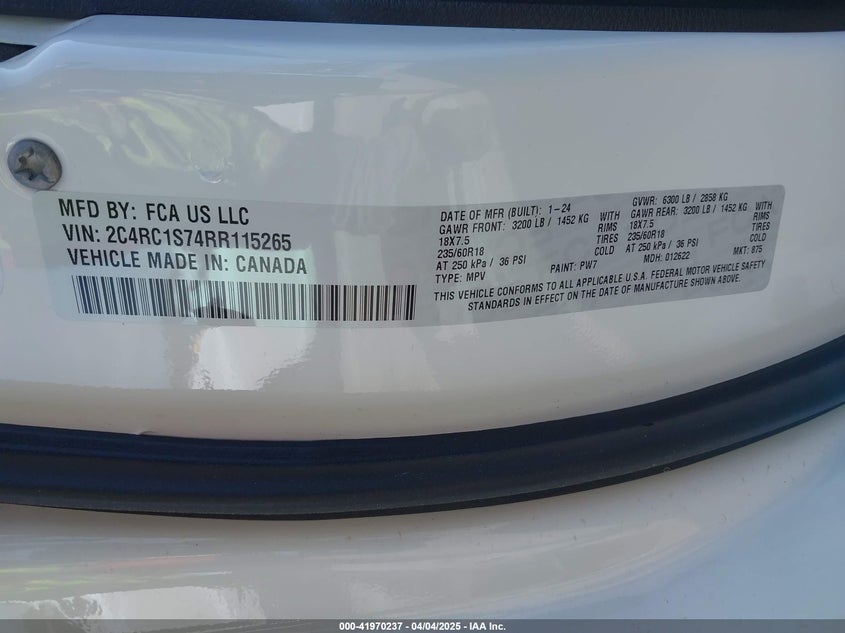 MFD BY: FCA US LLC
VIN: 2C4RC1S74RR115265
VEHICLE MADE IN: CANADA
DATE OF MFR (BUILT): 1-24
GAWR FRONT: 3200 LB / 1452 KG WITH
18X7.5 RIMS
235/60R18 TIRES
AT 250 kPa / 36 PSI COLD
TYPE: MPV PAINT: PW7
GVWR: 6300 LB / 2858 KG
GAWR REAR: 3200 LB / 1452 KG WITH
18X7.5 RIMS
235/60R18 TIRES
AT 250 kPa / 36 PSI COLD
MDH: 012622 MKT: 875
THIS VEHICLE CONFORMS TO ALL APPLICABLE U.S.A. FEDERAL MOTOR VEHICLE SAFETY
STANDARDS IN EFFECT ON THE DATE OF MANUFACTURE SHOWN ABOVE.
000-41970237 - 04/04/2025 - IAA Inc.